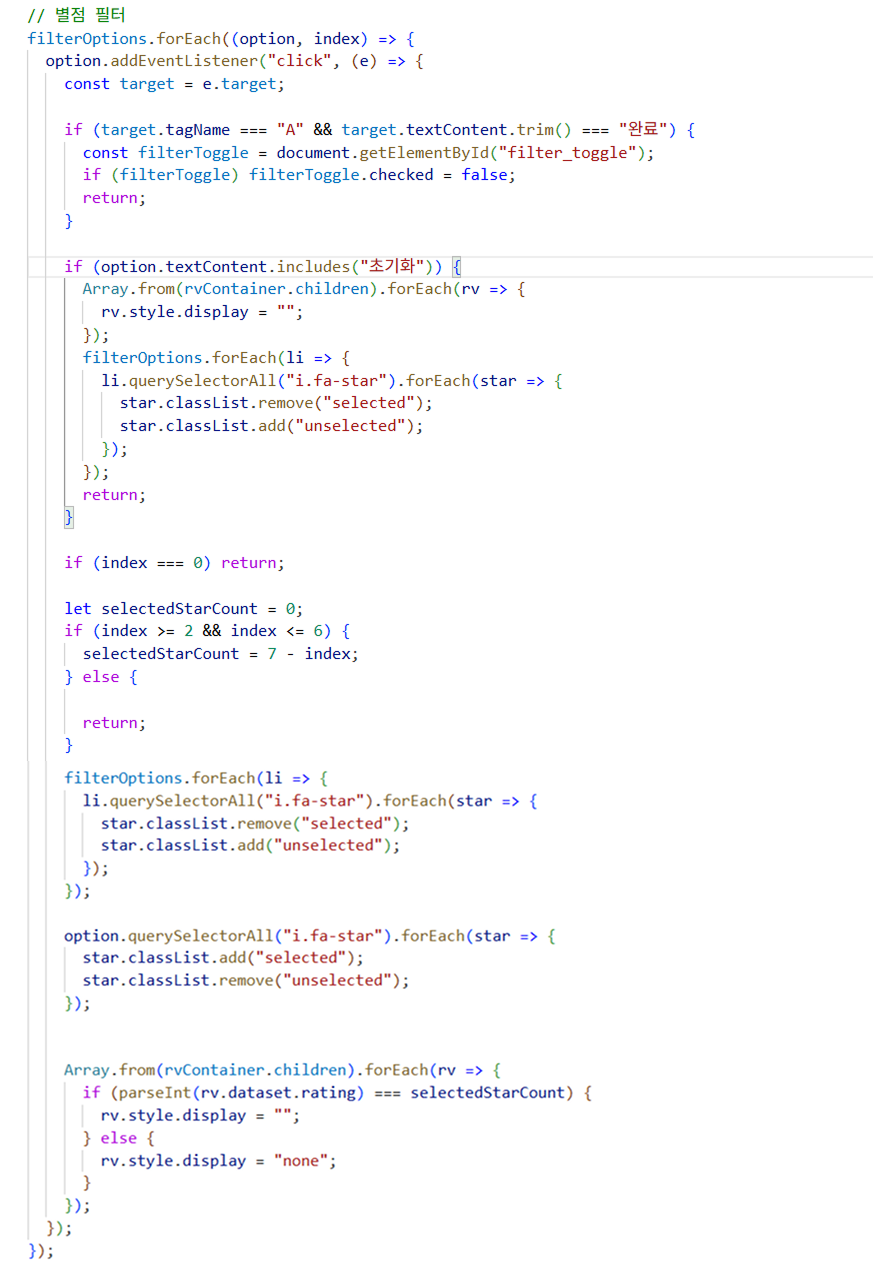 // 별점 필터
filterOptions.forEach((option, index) => {
option.addEventListener("click", (e) => {
const target = e.target;
if (target.tagName === "A" && target.textContent.trim() === "완료") {
const filterToggle = document.getElementById("filter_toggle");
if (filterToggle) filterToggle.checked = false;
return;
}
if (option.textContent.includes("초기화")) {
Array.from(rvContainer.children).forEach(rv => {
rv.style.display = "";
});
filterOptions.forEach(li => {
li.querySelectorAll("i.fa-star").forEach(star => {
star.classList.remove("selected");
star.classList.add("unselected");
});
});
return;
}
if (index === 0) return;
let selectedStarCount = 0;
if (index >= 2 && index <= 6) {
selectedStarCount = 7 - index;
} else {
return;
}
filterOptions.forEach(li => {
li.querySelectorAll("i.fa-star").forEach(star => {
star.classList.remove("selected");
star.classList.add("unselected");
});
});
option.querySelectorAll("i.fa-star").forEach(star => {
star.classList.add("selected");
star.classList.remove("unselected");
});
Array.from(rvContainer.children).forEach(rv => {
if (parseInt(rv.dataset.rating) === selectedStarCount) {
rv.style.display = "";
} else {
rv.style.display = "none";
}
});
});
});